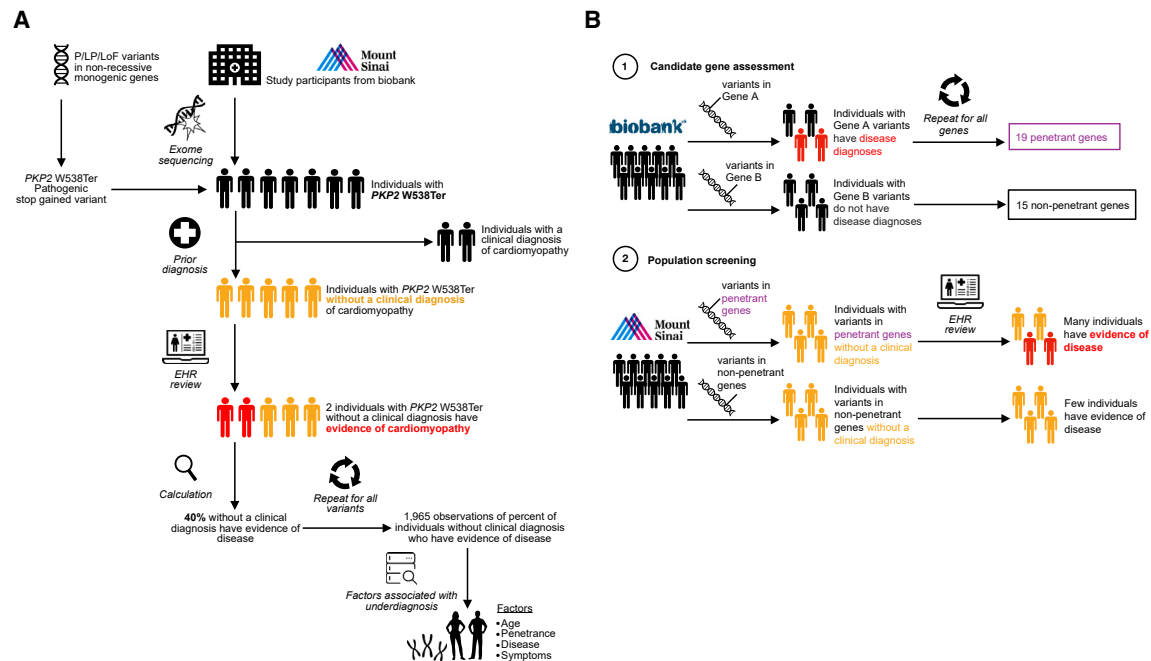 A
P/LP/LoF variants
in non-recessive
monogenic genes
Mount
Sinai
Study participants from biobank
Exome
sequencing
PKP2 W538Ter
Pathogenic
stop gained variant
Individuals with
PKP2 W538Ter
Prior
diagnosis
Individuals with a
clinical diagnosis
of cardiomyopathy
Individuals with PKP2 W538Ter
without a clinical diagnosis
of cardiomyopathy
EHR
review
2 individuals with PKP2 W538Ter
without a clinical diagnosis have
evidence of cardiomyopathy
Calculation
Repeat for all
variants
40% without a clinical
diagnosis have evidence of
disease
1,965 observations of percent of
individuals without clinical diagnosis
who have evidence of disease
Factors associated with
underdiagnosis
Factors
•Age
•Penetrance
•Disease
•Symptoms
B
1 Candidate gene assessment
biobank
variants in
Gene A
Individuals with
Gene A variants
have disease
diagnoses
Repeat for all
genes
19 penetrant genes
variants in
Gene B
Individuals with
Gene B variants
do not have
disease diagnoses
15 non-penetrant genes
2 Population screening
Mount
Sinai
variants in
penetrant
genes
Individuals with
variants in
penetrant genes
without a clinical
diagnosis
EHR
review
Many individuals
have evidence of
disease
variants in
non-penetrant
genes
Individuals with
variants in
non-penetrant
genes without a
clinical diagnosis
Few individuals
have evidence of
disease